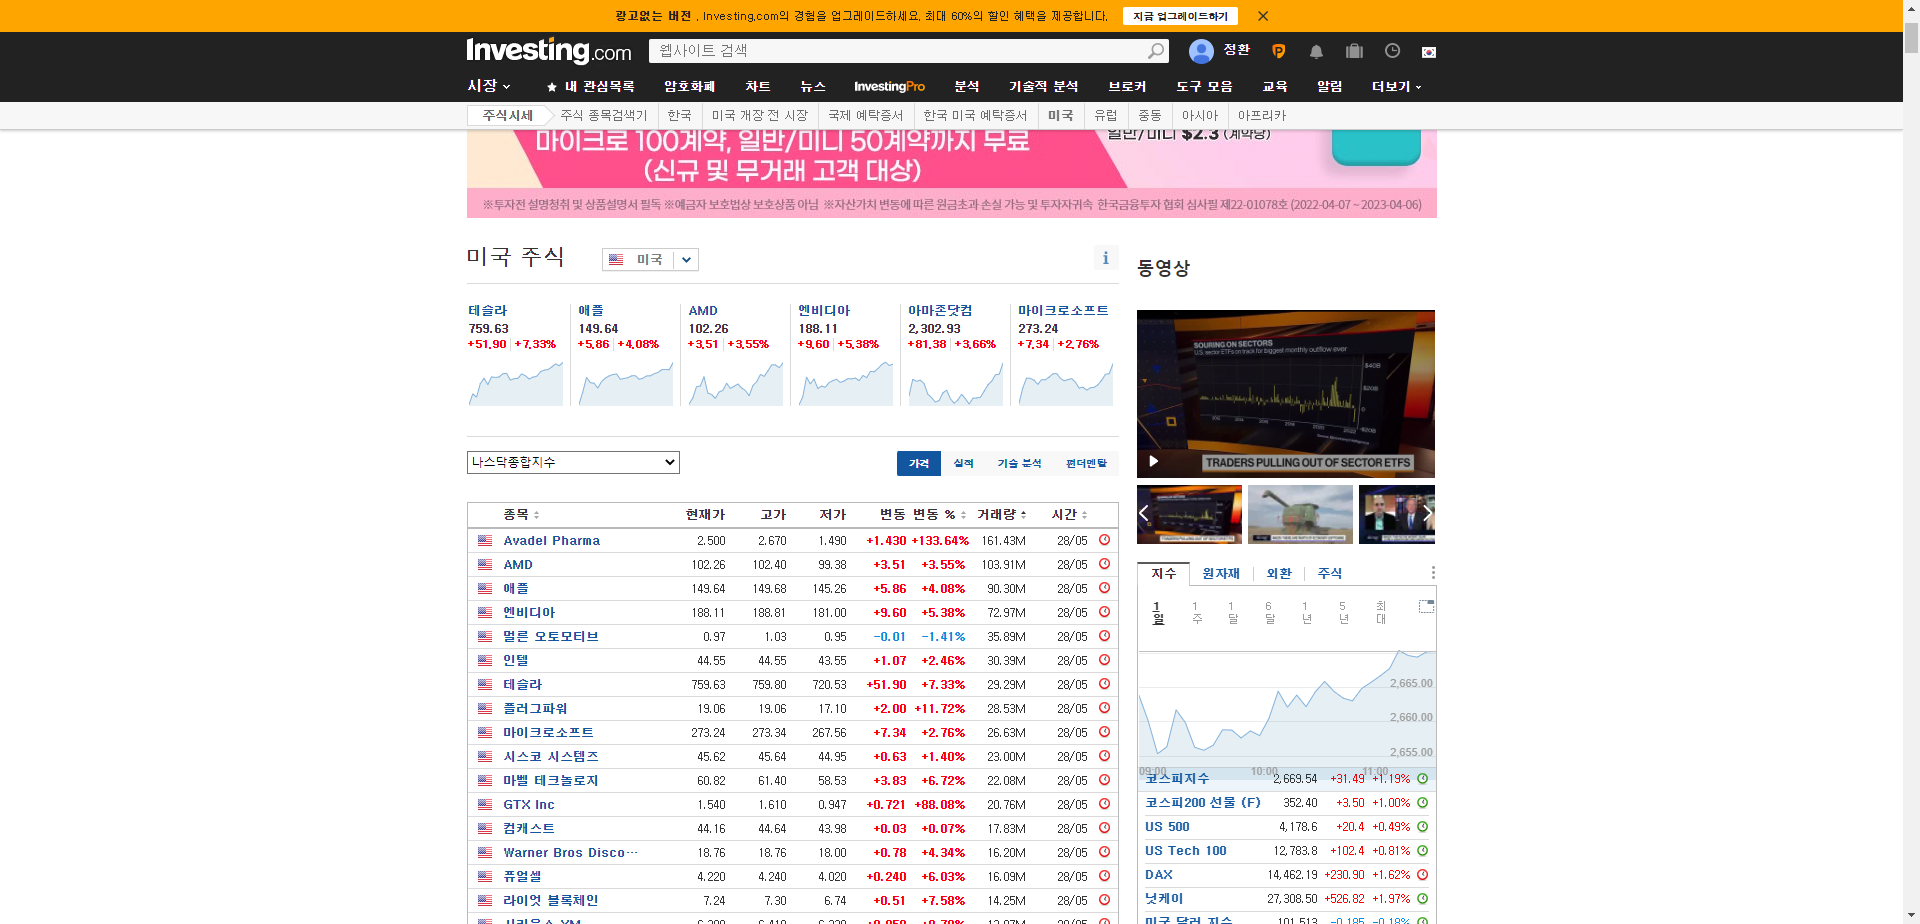 광고없는 버전 . Investing.com의 경험을 업그레이드하세요. 최대 60%의 할인 혜택을 제공합니다. 지금 업그레이드하기
Investing.com 웹사이트 검색 정환
시장 내 관심목록 암호화폐 차트 뉴스 InvestingPro 분석 기술적 분석 브로커 도구 모음 교육 알림 더보기
주식시세 주식 종목검색기 한국 미국 개장 전 시장 국제 예탁증서 한국 미국 예탁증서 미국 유럽 중동 아시아 아프리카
마이크로 100계약, 일반/미니 50계약까지 무료 일반/미니 $2.3 (계약당)
(신규 및 무거래 고객 대상)
※투자전 설명청취 및 상품설명서 필독 ※예금자 보호법상 보호상품 아님 ※자산가치 변동에 따른 원금초과 손실 가능 및 투자자귀속 한국금융투자 협회 심사필 제22-01078호 (2022-04-07 ~ 2023-04-06)
미국 주식 미국 i
테슬라 애플 AMD 엔비디아 아마존닷컴 마이크로소프트
759.63 149.64 102.26 188.11 2,302.93 273.24
+51.90 +7.33% +5.86 +4.08% +3.51 +3.55% +9.60 +5.38% +81.38 +3.66% +7.34 +2.76%
나스닥종합지수 가격 실적 기술 분석 펀더멘탈
종목 현재가 고가 저가 변동 변동 % 거래량 시간
Avadel Pharma 2.500 2.670 1.490 +1.430 +133.64% 161.43M 28/05
AMD 102.26 102.40 99.38 +3.51 +3.55% 103.91M 28/05
애플 149.64 149.68 145.26 +5.86 +4.08% 90.30M 28/05
엔비디아 188.11 188.81 181.00 +9.60 +5.38% 72.97M 28/05
멀른 오토모티브 0.97 1.03 0.95 -0.01 -1.41% 35.89M 28/05
인텔 44.55 44.55 43.55 +1.07 +2.46% 30.39M 28/05
테슬라 759.63 759.80 720.53 +51.90 +7.33% 29.29M 28/05
플러그파워 19.06 19.06 17.10 +2.00 +11.72% 28.53M 28/05
마이크로소프트 273.24 273.34 267.56 +7.34 +2.76% 26.63M 28/05
시스코 시스템즈 45.62 45.64 44.95 +0.63 +1.40% 23.00M 28/05
마벨 테크놀로지 60.82 61.40 58.53 +3.83 +6.72% 22.08M 28/05
GTX Inc 1.540 1.610 0.947 +0.721 +88.08% 20.76M 28/05
컴캐스트 44.16 44.64 43.98 +0.03 +0.07% 17.83M 28/05
Warner Bros Disco… 18.76 18.76 18.00 +0.78 +4.34% 16.20M 28/05
퓨얼셀 4.220 4.240 4.020 +0.240 +6.03% 16.09M 28/05
라이엇 블록체인 7.24 7.30 6.74 +0.51 +7.58% 14.25M 28/05
동영상
SOURING ON SECTORS
U.S. sector ETFs on track for biggest monthly outflow ever
$40B
$20B
0
-$20B
TRADERS PULLING OUT OF SECTOR ETFS
지수 원자재 외환 주식
1일 1주 1달 6달 1년 5년 최대
2,665.00
2,660.00
2,655.00
09:00 10:00 11:00
코스피지수 2,669.54 +31.49 +1.19%
코스피200 선물 (F) 352.40 +3.50 +1.00%
US 500 4,178.6 +20.4 +0.49%
US Tech 100 12,783.8 +102.4 +0.81%
DAX 14,462.19 +230.90 +1.62%
닛케이 27,308.50 +526.82 +1.97%
미국 달러 지수 101.513 -0.185 -0.18%